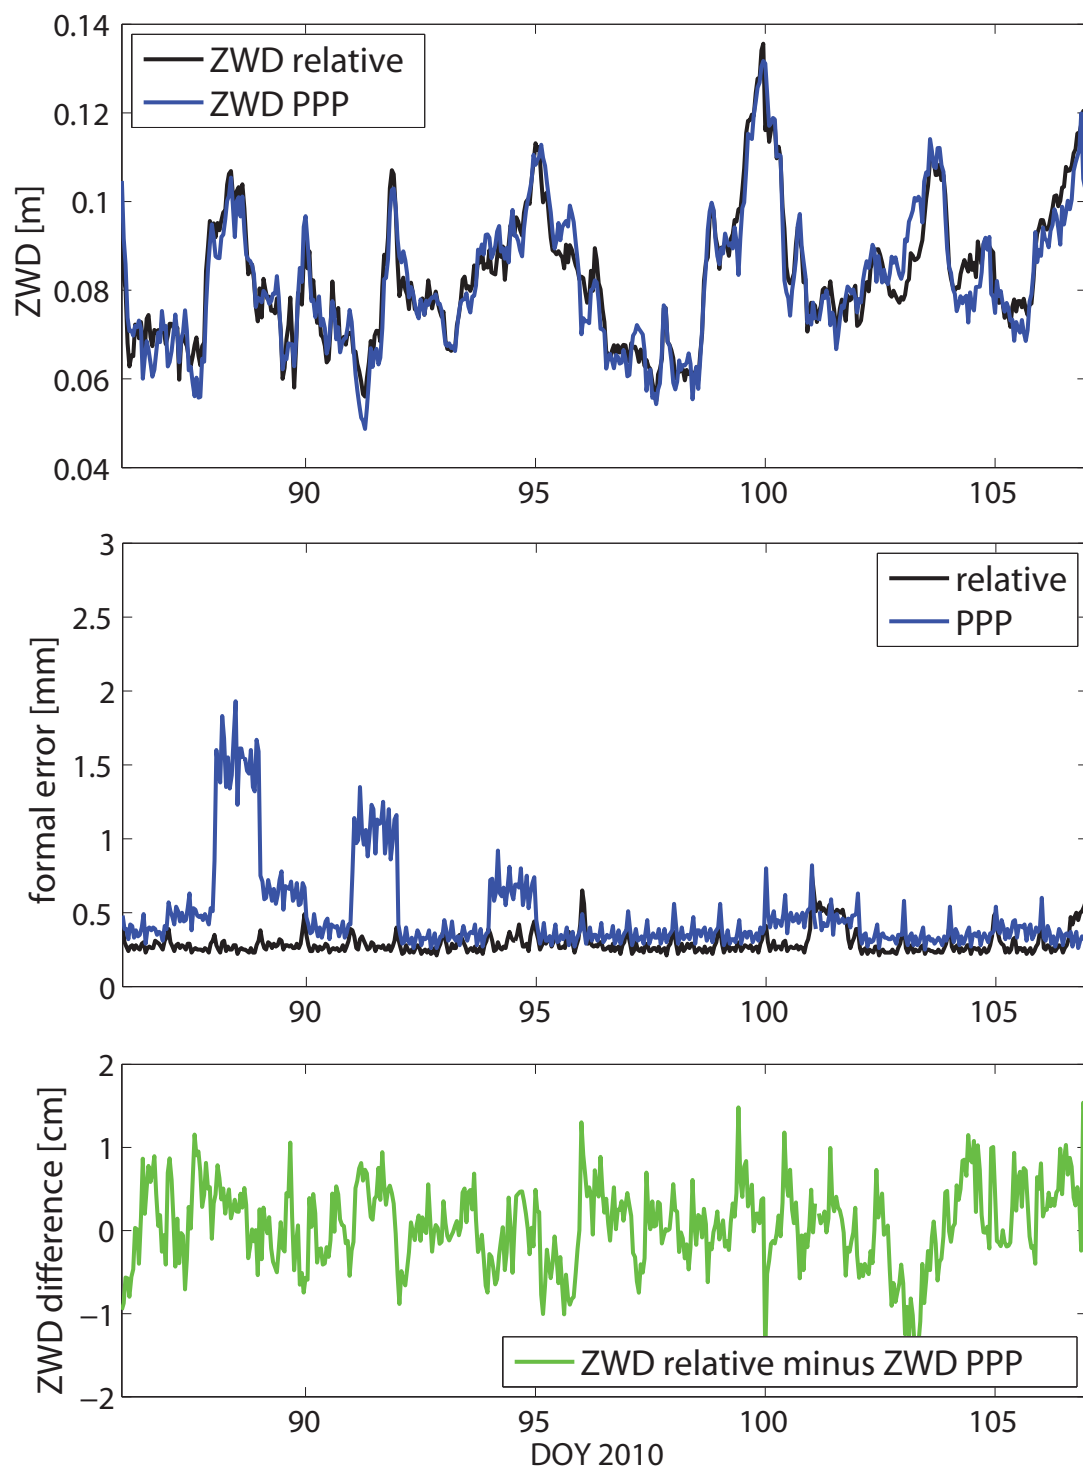 0.14
ZWD relative
ZWD PPP
0.12
0.1
0.08
0.06
0.04
ZWD [m]
90 95 100 105
3
relative
PPP
2.5
2
1.5
1
0.5
0
formal error [mm]
90 95 100 105
2
1
0
−1
−2
ZWD difference [cm]
ZWD relative minus ZWD PPP
90 95 100 105
DOY 2010